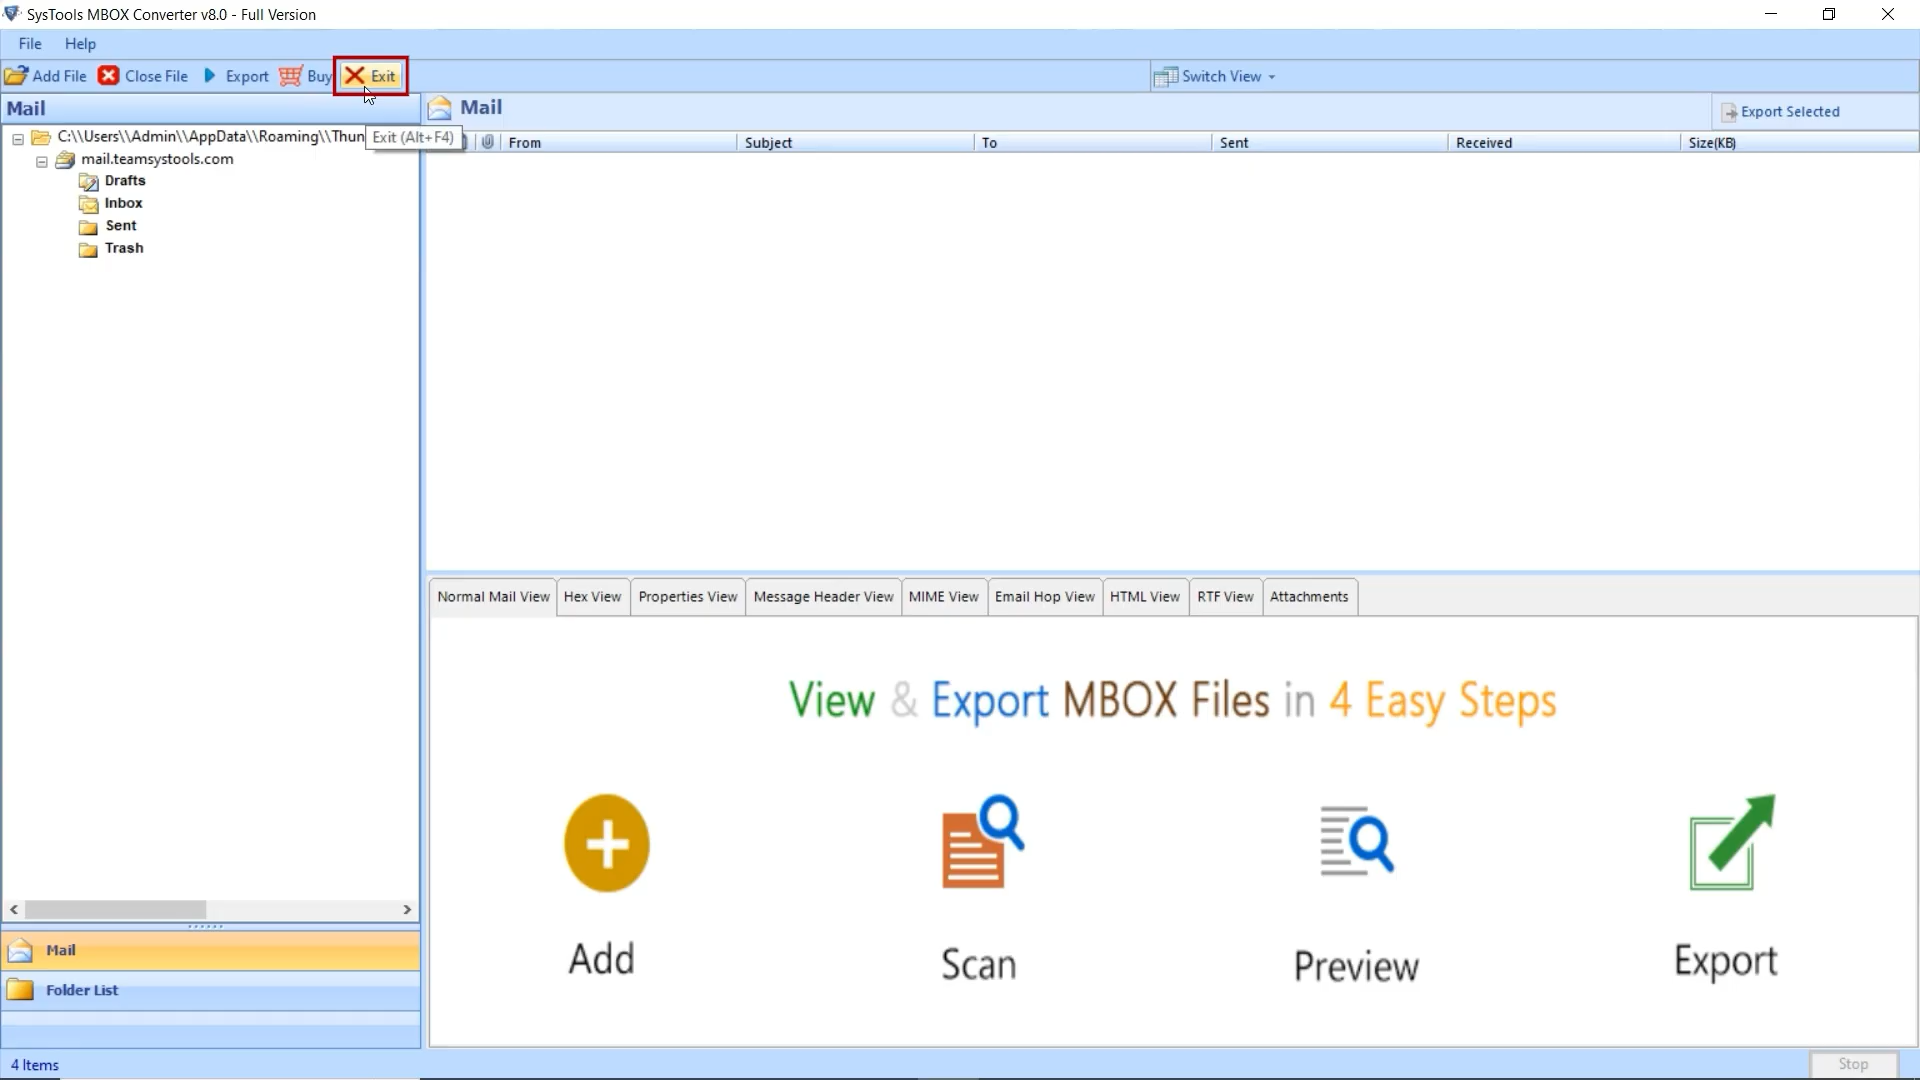 SysTools MBOX Converter v8.0 - Full Version
File Help
Add File Close File Export Buy Exit Switch View
Mail
Mail
Export Selected
C:\\Users\\Admin\\AppData\\Roaming\\Thun
Exit (Alt+F4)
From Subject To Sent Received Size(KB)
mail.teamsystools.com
Drafts
Inbox
Sent
Trash
Normal Mail View Hex View Properties View Message Header View MIME View Email Hop View HTML View RTF View Attachments
View & Export MBOX Files in 4 Easy Steps
Add Scan Preview Export
Mail
Folder List
4 Items
Stop